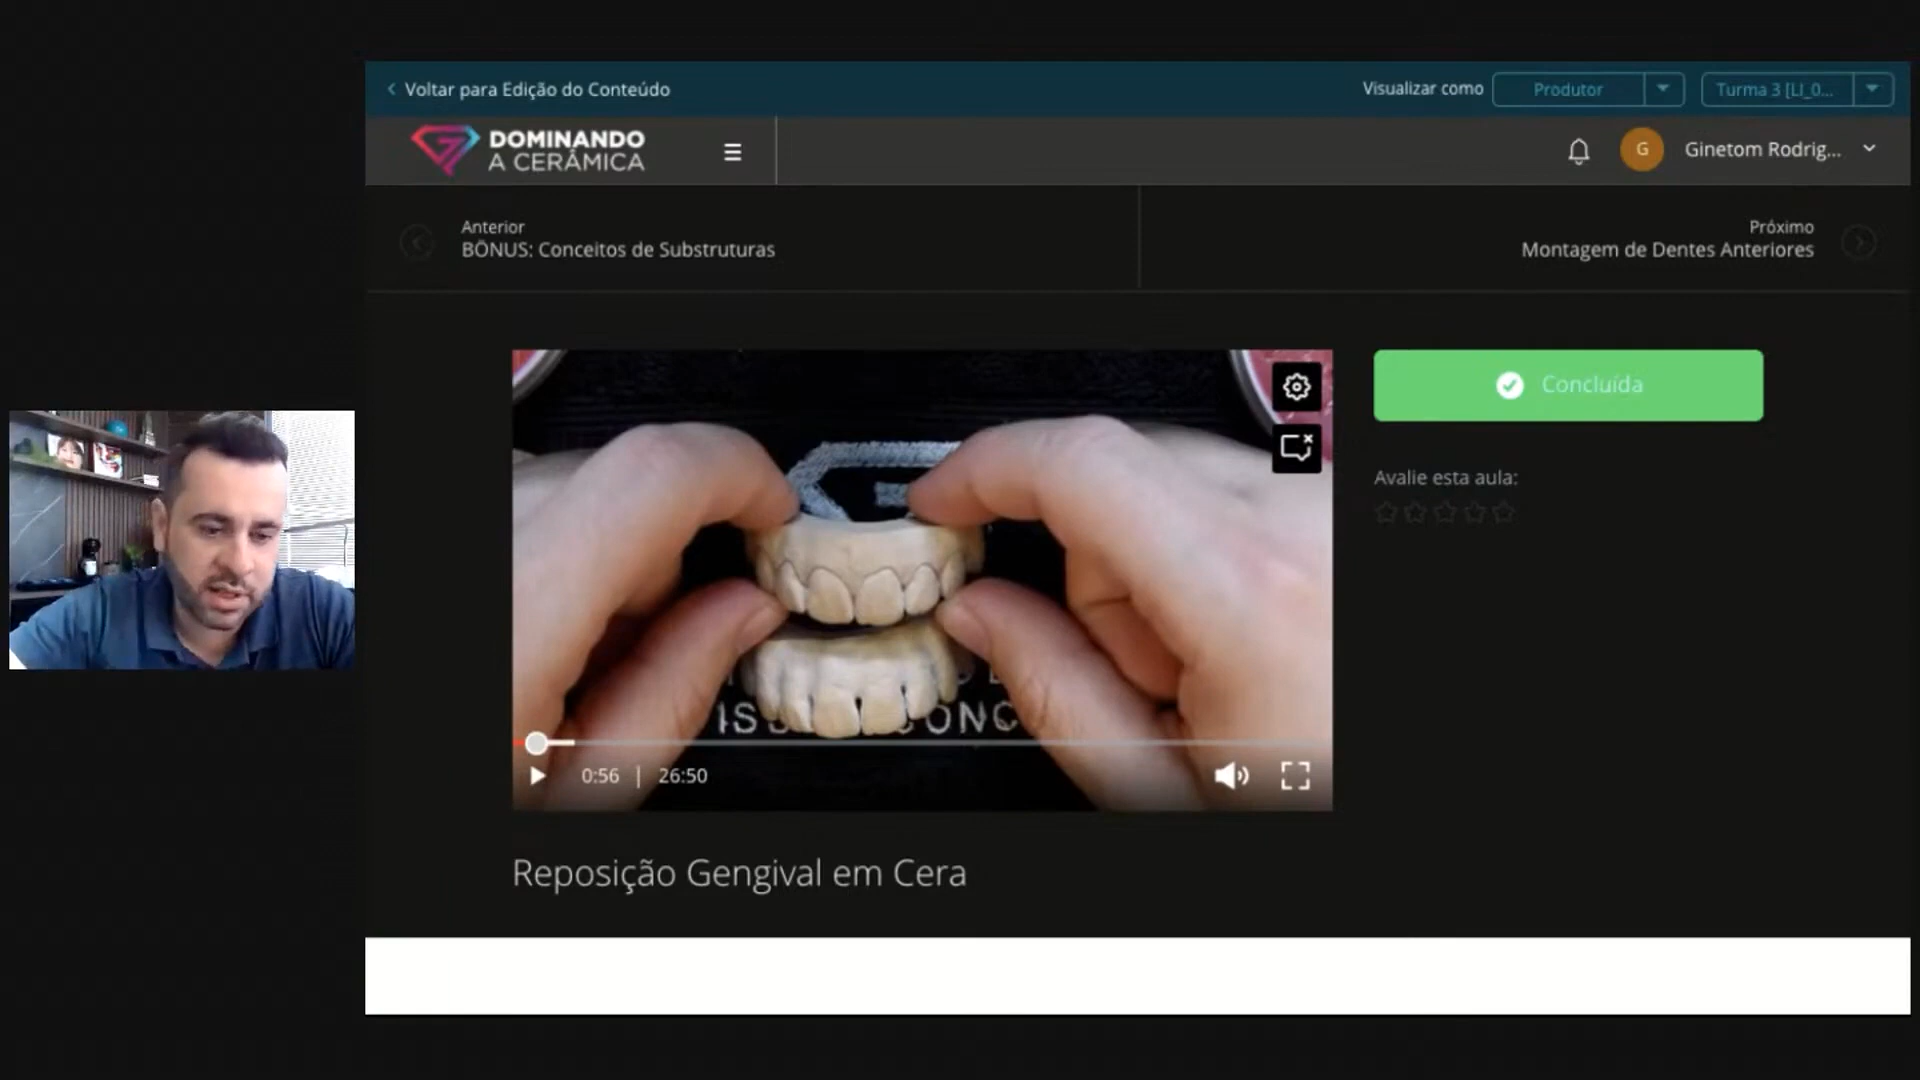 Voltar para Edição do Conteúdo
Visualizar como
Produtor
Turma 3 [LI_0...
DOMINANDO
A CERÂMICA
G
Ginetom Rodrig...
Anterior
BÔNUS: Conceitos de Substruturas
Próximo
Montagem de Dentes Anteriores
Concluída
Avalie esta aula:
0:56 | 26:50
Reposição Gengival em Cera